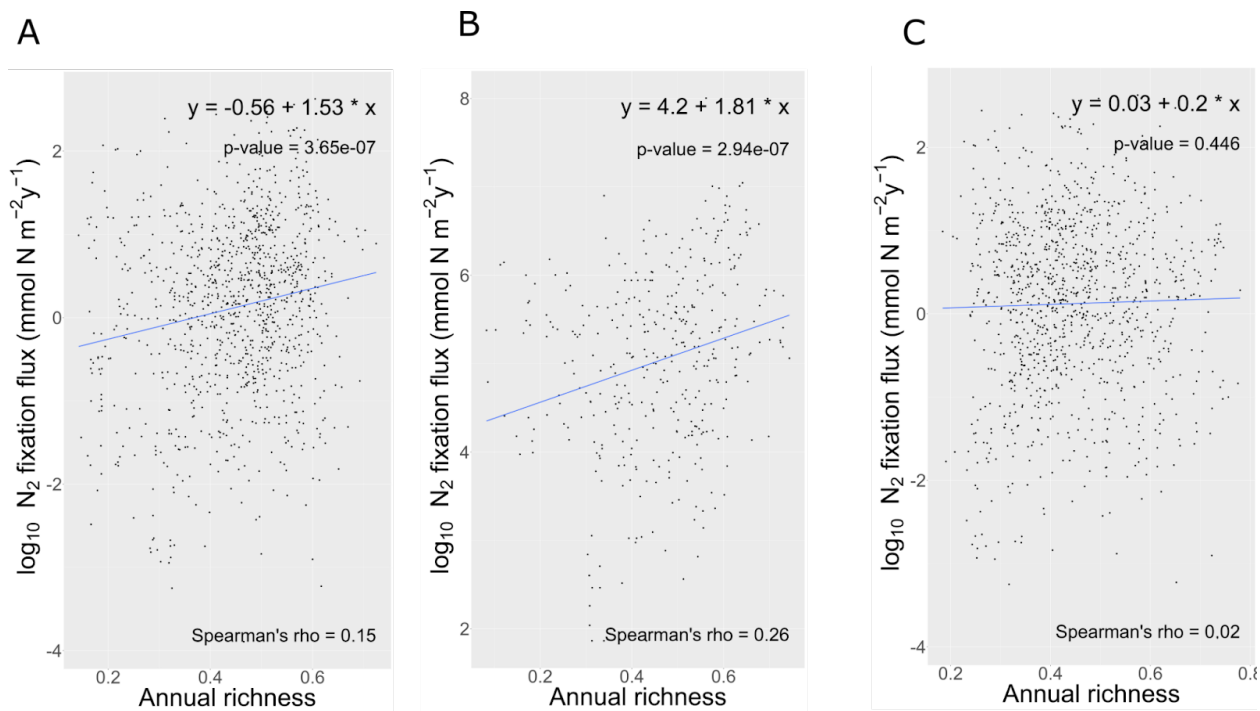 A
B
C
y = -0.56 + 1.53 * x
p-value = 3.65e-07
2
0
-2
-4
log₁₀ N₂ fixation flux (mmol N m⁻²y⁻¹)
Spearman's rho = 0.15
0.2 0.4 0.6
Annual richness
y = 4.2 + 1.81 * x
p-value = 2.94e-07
8
6
4
2
log₁₀ N₂ fixation flux (mmol N m⁻²y⁻¹)
Spearman's rho = 0.26
0.2 0.4 0.6
Annual richness
y = 0.03 + 0.2 * x
p-value = 0.446
2
0
-2
-4
log₁₀ N₂ fixation flux (mmol N m⁻²y⁻¹)
Spearman's rho = 0.02
0.2 0.4 0.6 0.8
Annual richness